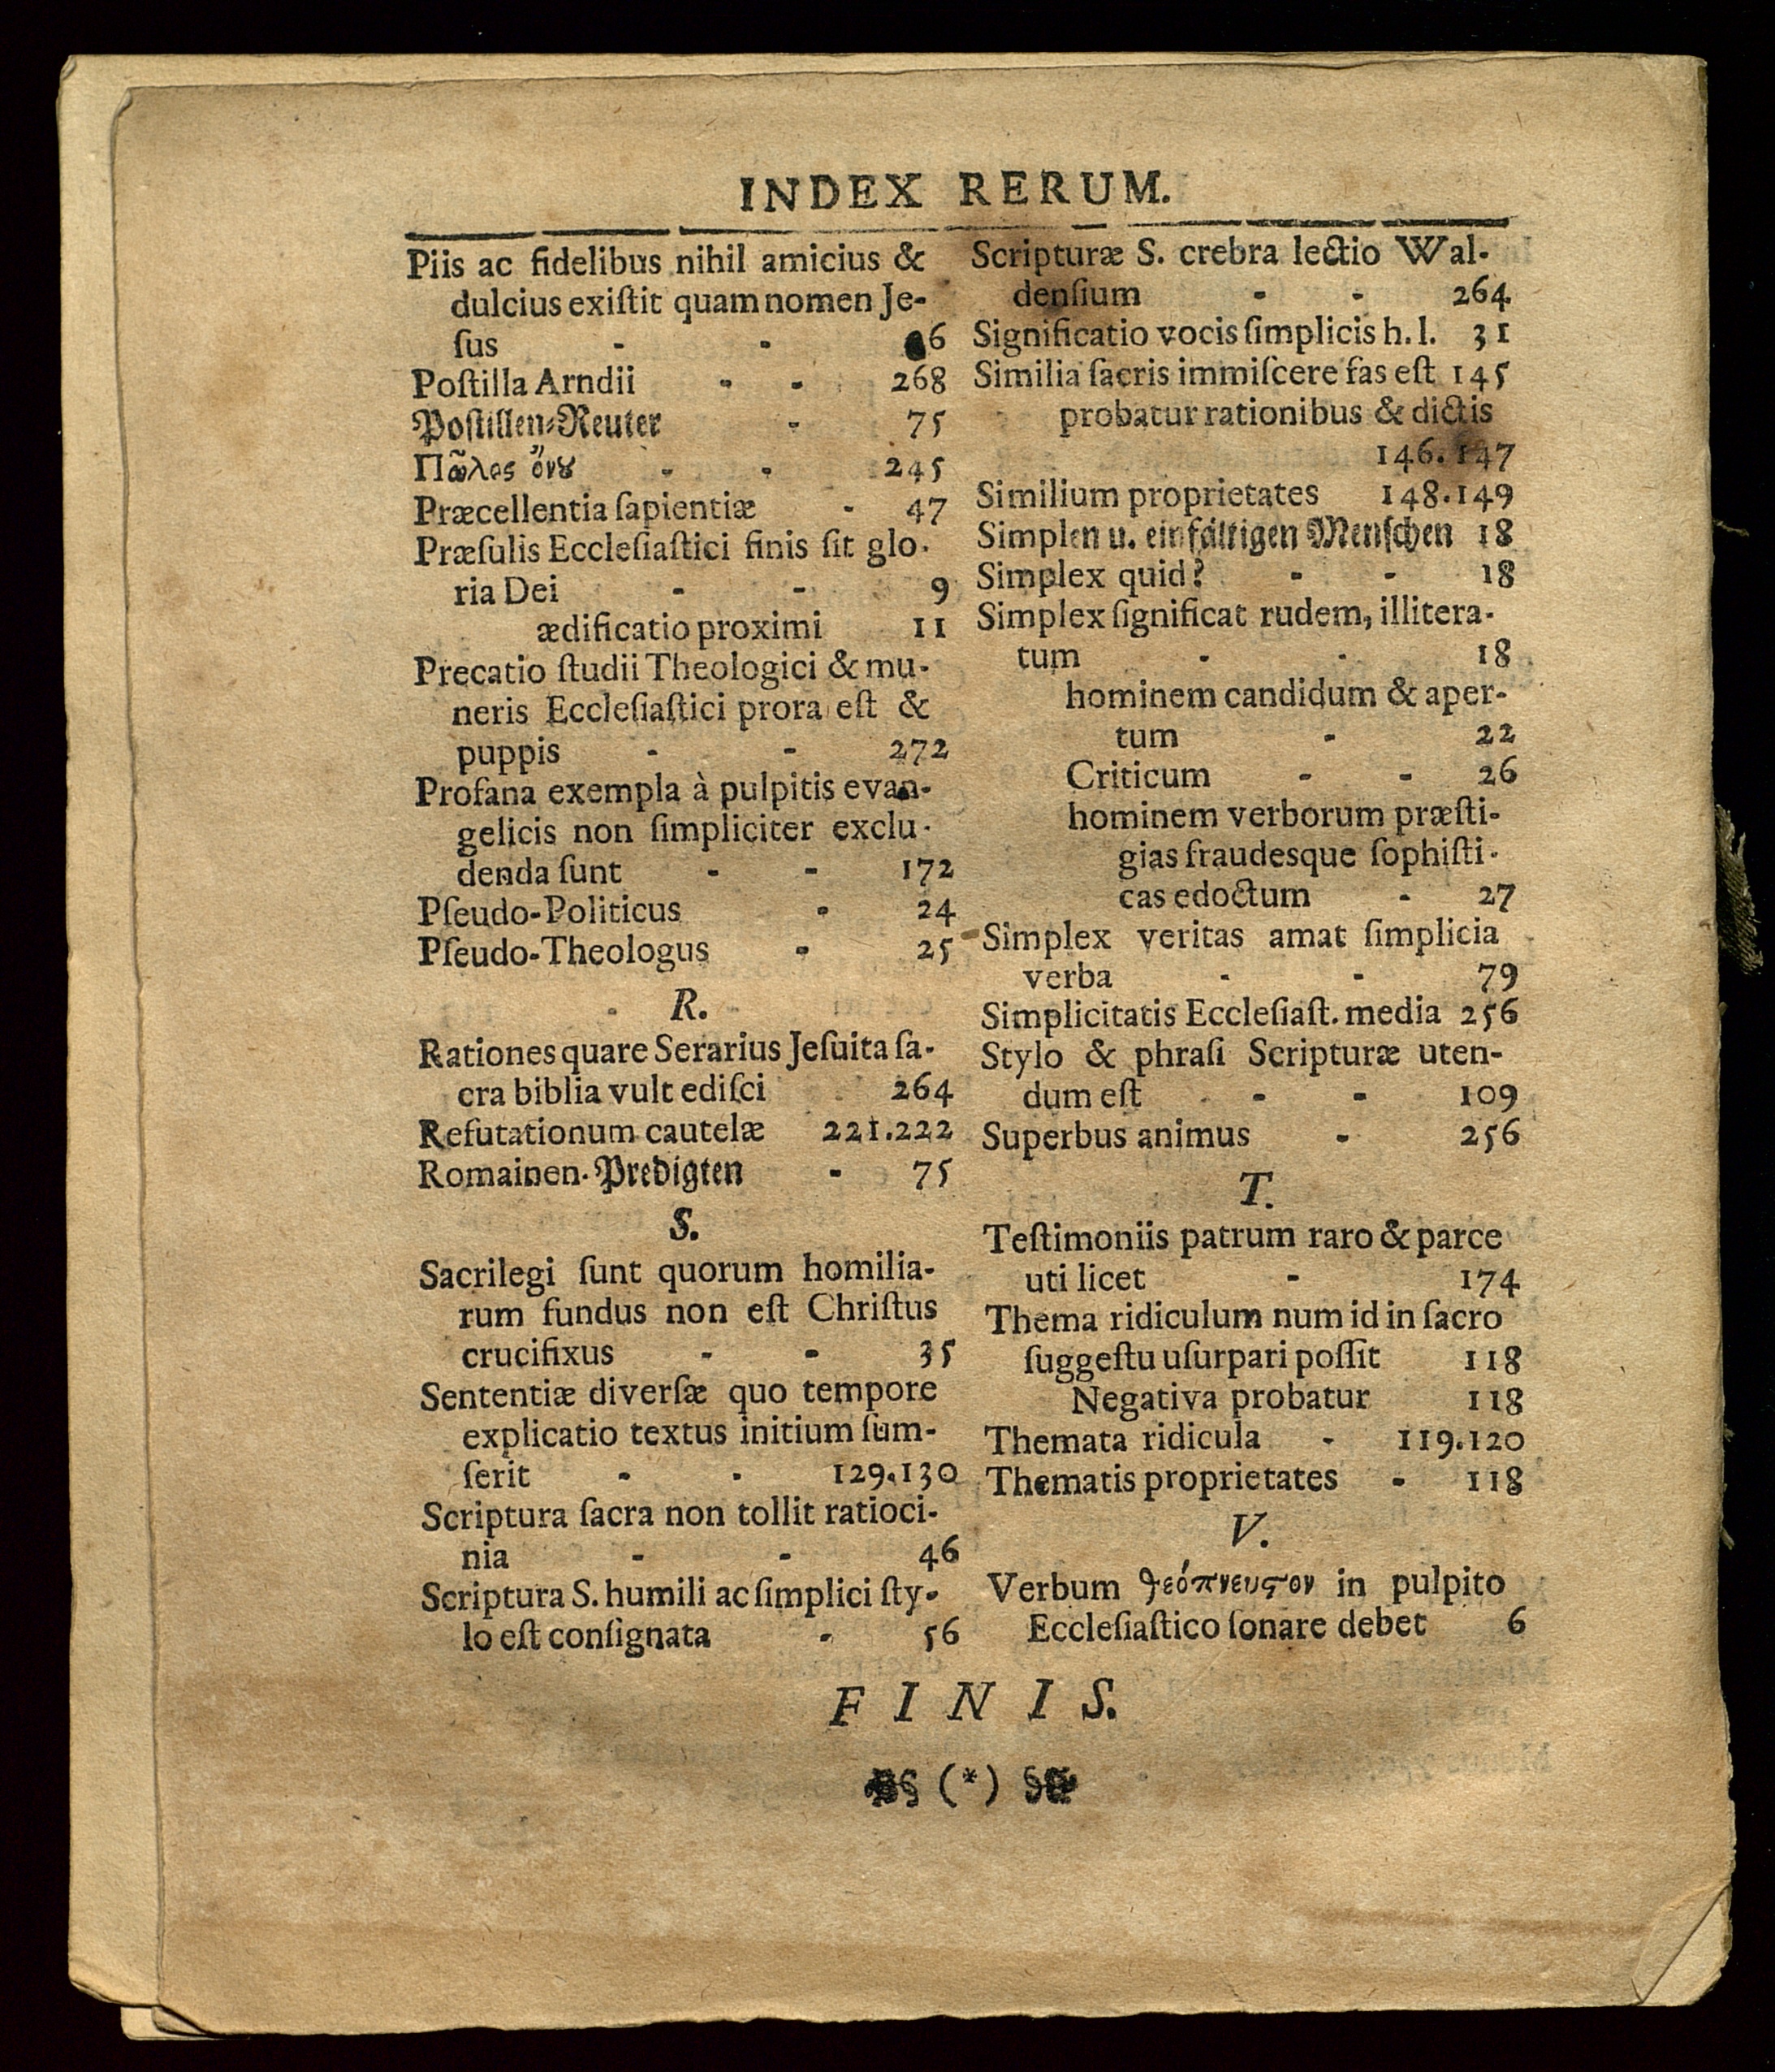 INDEX RERUM.
Piis ac fidelibus nihil amicius &
dulcius exiſtit quam nomen Je-
ſus - - 6
Poſtilla Arndii - - 268
Poſtillen-Reuter - 75
Πῶλος ὄνȣ - - 245
Præcellentia ſapientiæ - 47
Præſulis Eccleſiaſtici finis ſit glo-
ria Dei - - 9
ædificatio proximi 11
Precatio ſtudii Theologici & mu-
neris Eccleſiaſtici prora eſt &
puppis - - 272
Profana exempla à pulpitis evan-
gelicis non ſimpliciter exclu-
denda ſunt - - 172
Pſeudo-Politicus - 24
Pſeudo-Theologus - 25
R.
Rationes quare Serarius Jeſuita ſa-
cra biblia vult ediſci 264
Refutationum cautelæ 221.222
Romainen-Predigten - 75
S.
Sacrilegi ſunt quorum homilia-
rum fundus non eſt Chriſtus
crucifixus - - 35
Sententiæ diverſæ quo tempore
explicatio textus initium ſum-
ſerit - - 129.130
Scriptura ſacra non tollit ratioci-
nia - - 46
Scriptura S. humili ac ſimplici ſty-
lo eſt conſignata - 56
Scripturæ S. crebra lectio Wal-
denſium - - 264
Significatio vocis ſimplicis h. l. 31
Similia ſacris immiſcere fas eſt 145
probatur rationibus & dictis
146.147
Similium proprietates 148.149
Simplen u. einfältigen Menſchen 18
Simplex quid? - - 18
Simplex ſignificat rudem, illitera-
tum - - 18
hominem candidum & aper-
tum - 22
Criticum - - 26
hominem verborum præſti-
gias fraudesque ſophiſti-
cas edoctum - 27
Simplex veritas amat ſimplicia
verba - - 79
Simplicitatis Eccleſiaſt. media 256
Stylo & phraſi Scripturæ uten-
dum eſt - - 109
Superbus animus - 256
T.
Teſtimoniis patrum raro & parce
uti licet - 174
Thema ridiculum num id in ſacro
ſuggeſtu uſurpari poſſit 118
Negativa probatur 118
Themata ridicula - 119.120
Thematis proprietates - 118
V.
Verbum θεόπνευϛον in pulpito
Eccleſiaſtico ſonare debet 6
FINIS.
§ (*) §